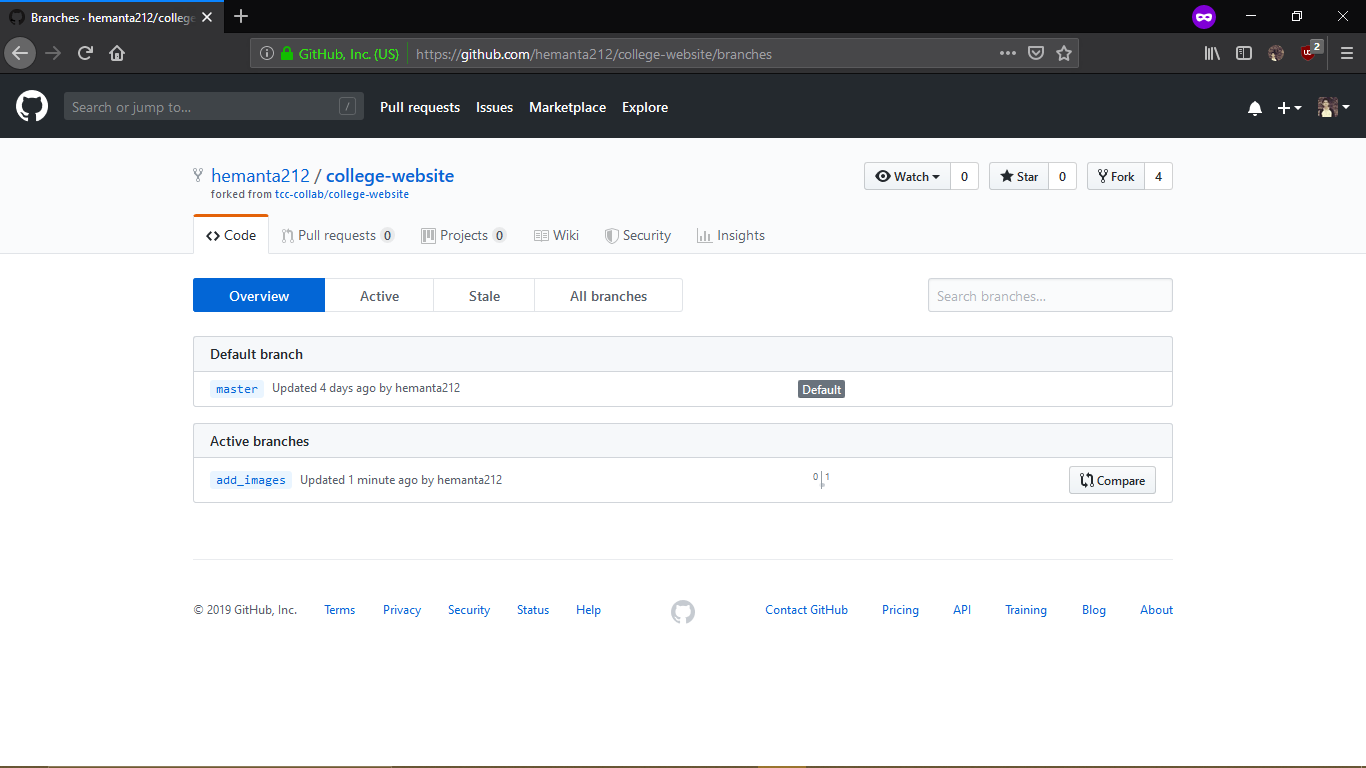 Branches · hemanta212/college
GitHub, Inc. (US) https://github.com/hemanta212/college-website/branches
2
Search or jump to... / Pull requests Issues Marketplace Explore
hemanta212 / college-website Watch 0 Star 0 Fork 4
forked from tcc-collab/college-website
Code Pull requests 0 Projects 0 Wiki Security Insights
Overview Active Stale All branches Search branches...
Default branch
master Updated 4 days ago by hemanta212 Default
Active branches
add_images Updated 1 minute ago by hemanta212 0 1 Compare
© 2019 GitHub, Inc. Terms Privacy Security Status Help Contact GitHub Pricing API Training Blog About